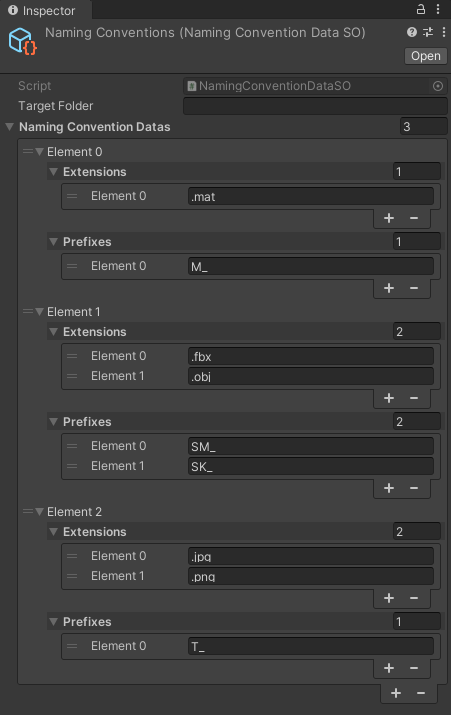 Inspector
Naming Conventions (Naming Convention Data SO)
Open
Script NamingConventionDataSO
Target Folder
Naming Convention Datas 3
Element 0
Extensions 1
Element 0 .mat
Prefixes 1
Element 0 M_
Element 1
Extensions 2
Element 0 .fbx
Element 1 .obj
Prefixes 2
Element 0 SM_
Element 1 SK_
Element 2
Extensions 2
Element 0 .jpg
Element 1 .png
Prefixes 1
Element 0 T_